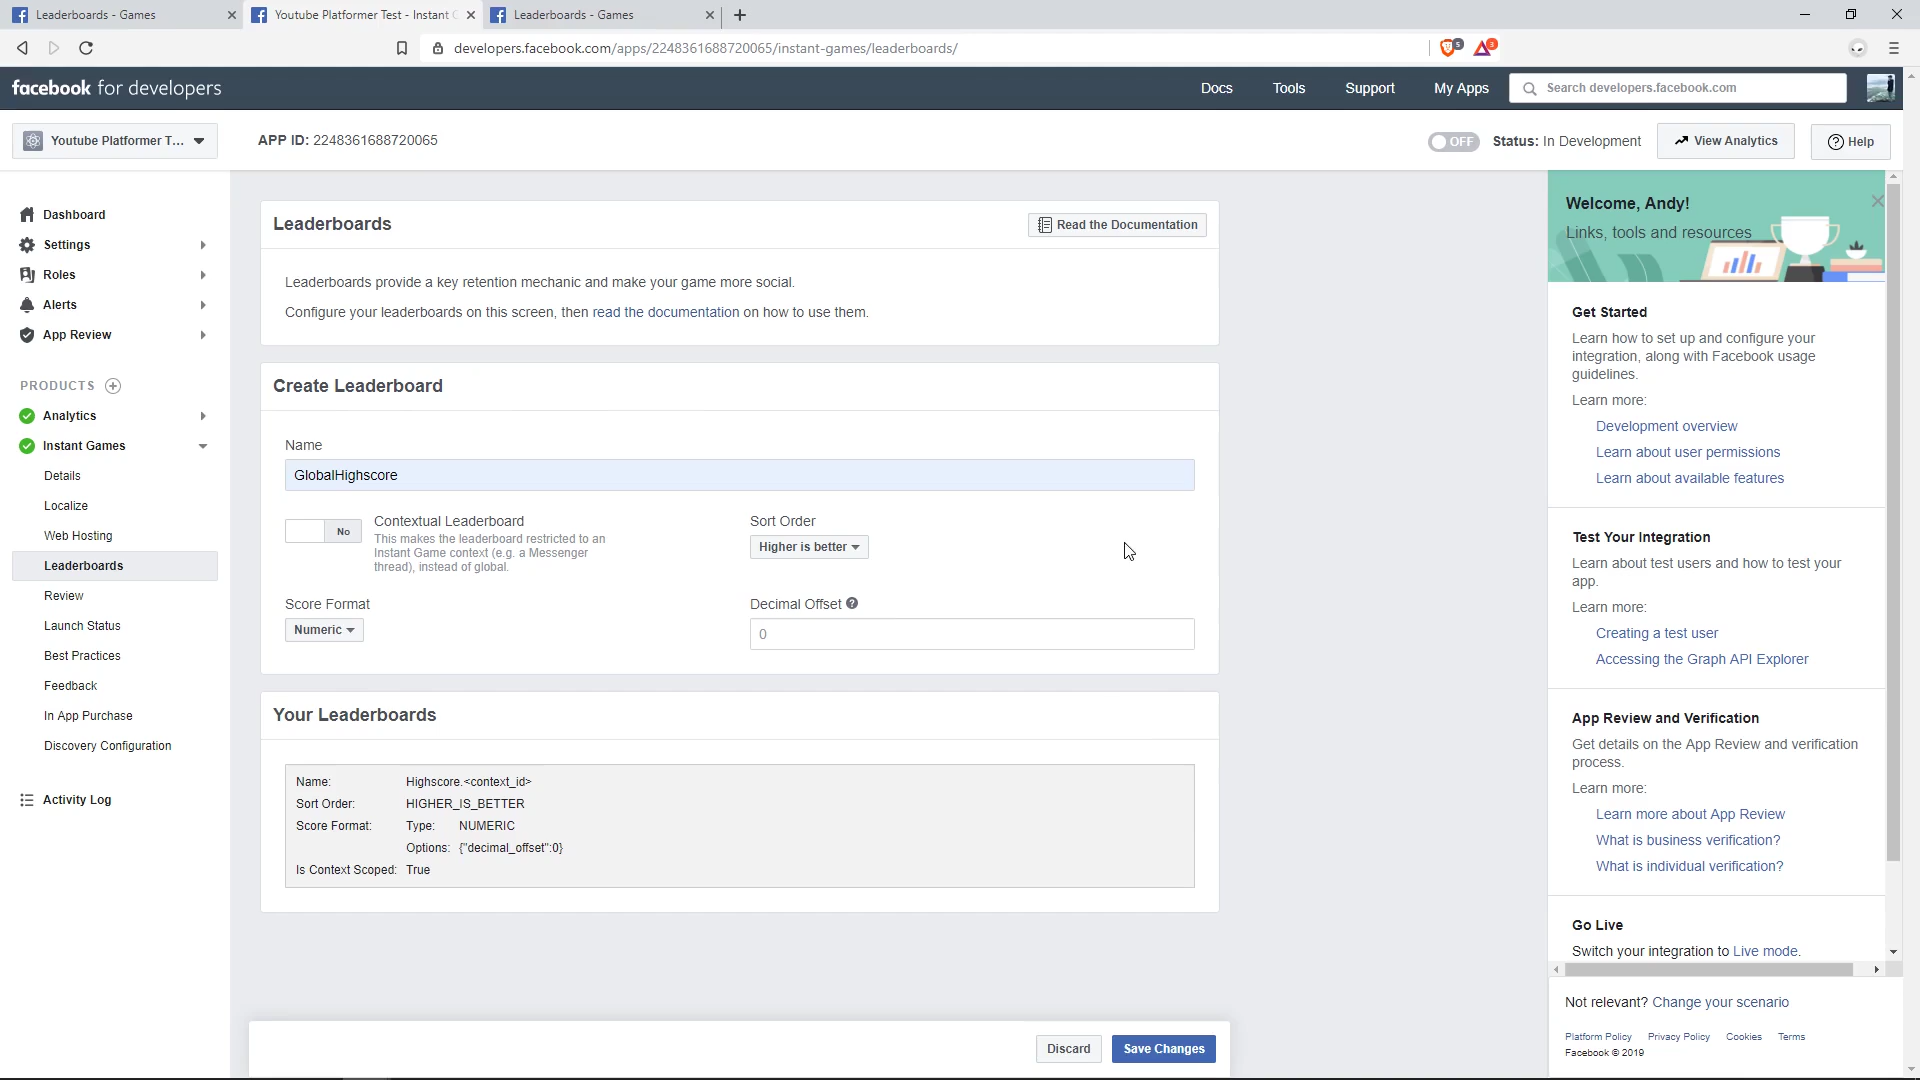 Leaderboards - Games
Youtube Platformer Test - Instant G
Leaderboards - Games
developers.facebook.com/apps/2248361688720065/instant-games/leaderboards/
5
3
facebook for developers
Docs
Tools
Support
My Apps
Search developers.facebook.com
Youtube Platformer T...
APP ID: 2248361688720065
OFF
Status: In Development
View Analytics
Help
Dashboard
Settings
Roles
Alerts
App Review
PRODUCTS
Analytics
Instant Games
Details
Localize
Web Hosting
Leaderboards
Review
Launch Status
Best Practices
Feedback
In App Purchase
Discovery Configuration
Activity Log
Leaderboards
Read the Documentation
Leaderboards provide a key retention mechanic and make your game more social.
Configure your leaderboards on this screen, then read the documentation on how to use them.
Create Leaderboard
Name
GlobalHighscore
No
Contextual Leaderboard
This makes the leaderboard restricted to an
Instant Game context (e.g. a Messenger
thread), instead of global.
Sort Order
Higher is better
Score Format
Numeric
Decimal Offset
0
Your Leaderboards
Name: Highscore.<context_id>
Sort Order: HIGHER_IS_BETTER
Score Format: Type: NUMERIC
Options: {"decimal_offset":0}
Is Context Scoped: True
Discard
Save Changes
Welcome, Andy!
Links, tools and resources
Get Started
Learn how to set up and configure your
integration, along with Facebook usage
guidelines.
Learn more:
Development overview
Learn about user permissions
Learn about available features
Test Your Integration
Learn about test users and how to test your
app.
Learn more:
Creating a test user
Accessing the Graph API Explorer
App Review and Verification
Get details on the App Review and verification
process.
Learn more:
Learn more about App Review
What is business verification?
What is individual verification?
Go Live
Switch your integration to Live mode.
Not relevant? Change your scenario
Platform Policy Privacy Policy Cookies Terms
Facebook © 2019